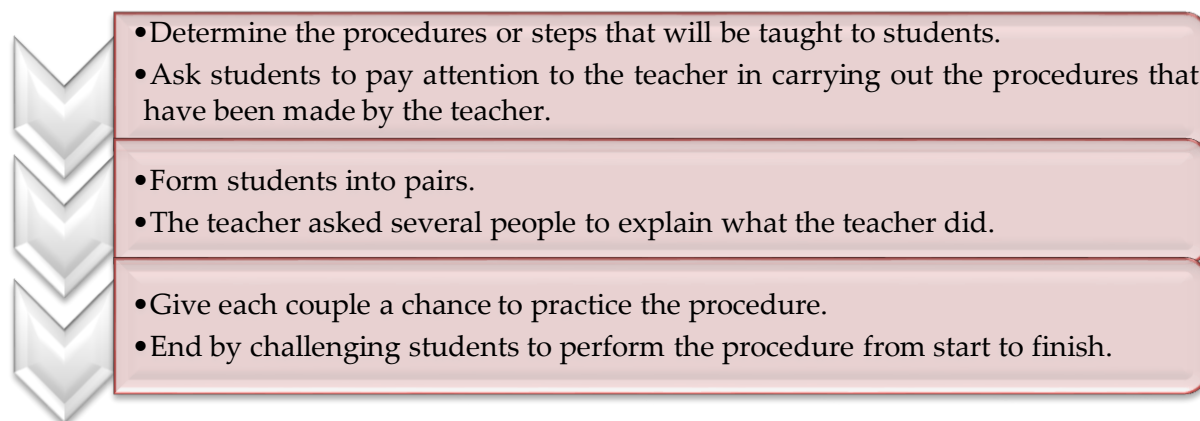 •Determine the procedures or steps that will be taught to students.
•Ask students to pay attention to the teacher in carrying out the procedures that
have been made by the teacher.
•Form students into pairs.
•The teacher asked several people to explain what the teacher did.
•Give each couple a chance to practice the procedure.
•End by challenging students to perform the procedure from start to finish.